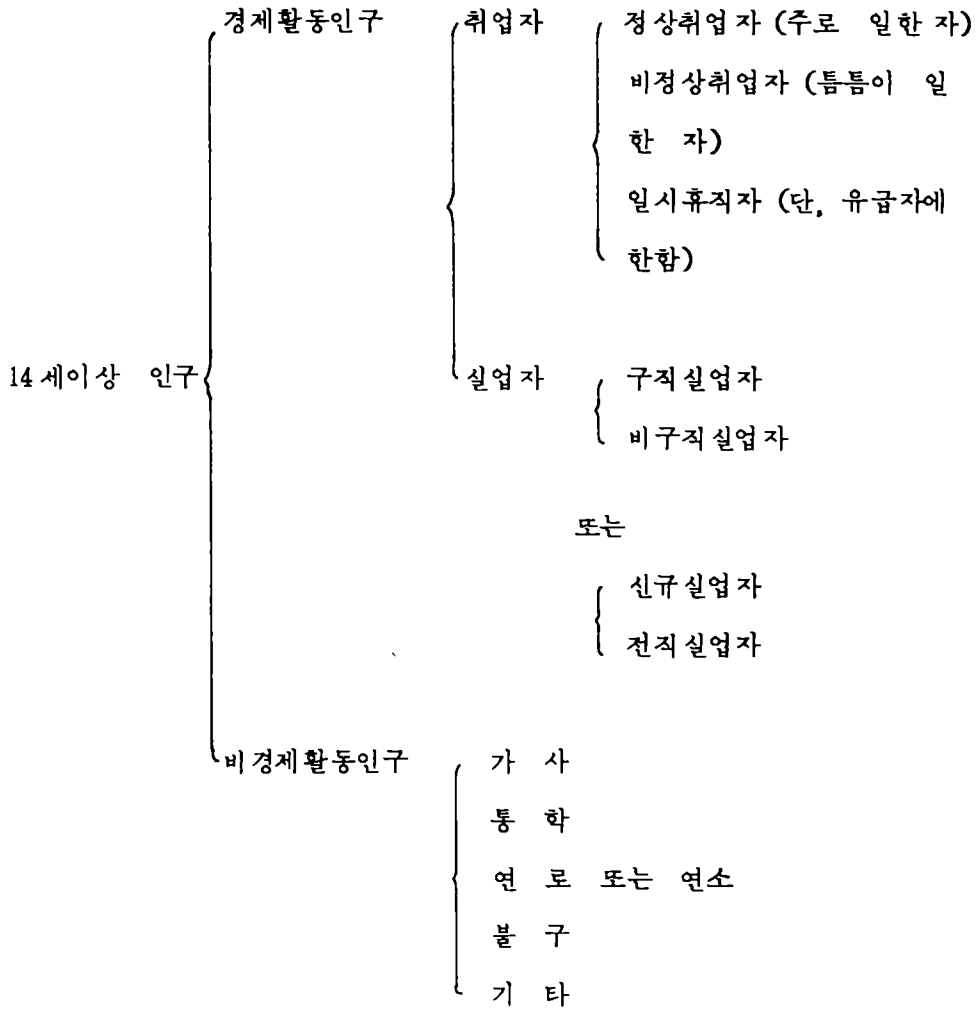 경제활동인구 취업자 정상취업자 (주로 일한 자)
비정상취업자 (틈틈이 일
한 자)
일시휴직자 (단, 유급자에
한함)
14세이상 인구 실업자 구직실업자
비구직실업자
또는
신규실업자
전직실업자
비경제활동인구 가 사
통 학
연 로 또는 연소
불 구
기 타